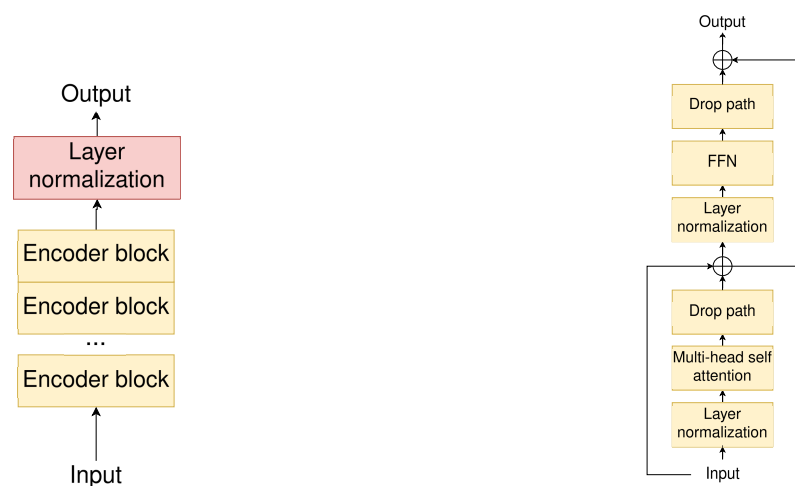 Output
Layer
normalization
Encoder block
Encoder block
...
Encoder block
Input
Output
Drop path
FFN
Layer
normalization
Drop path
Multi-head self
attention
Layer
normalization
Input